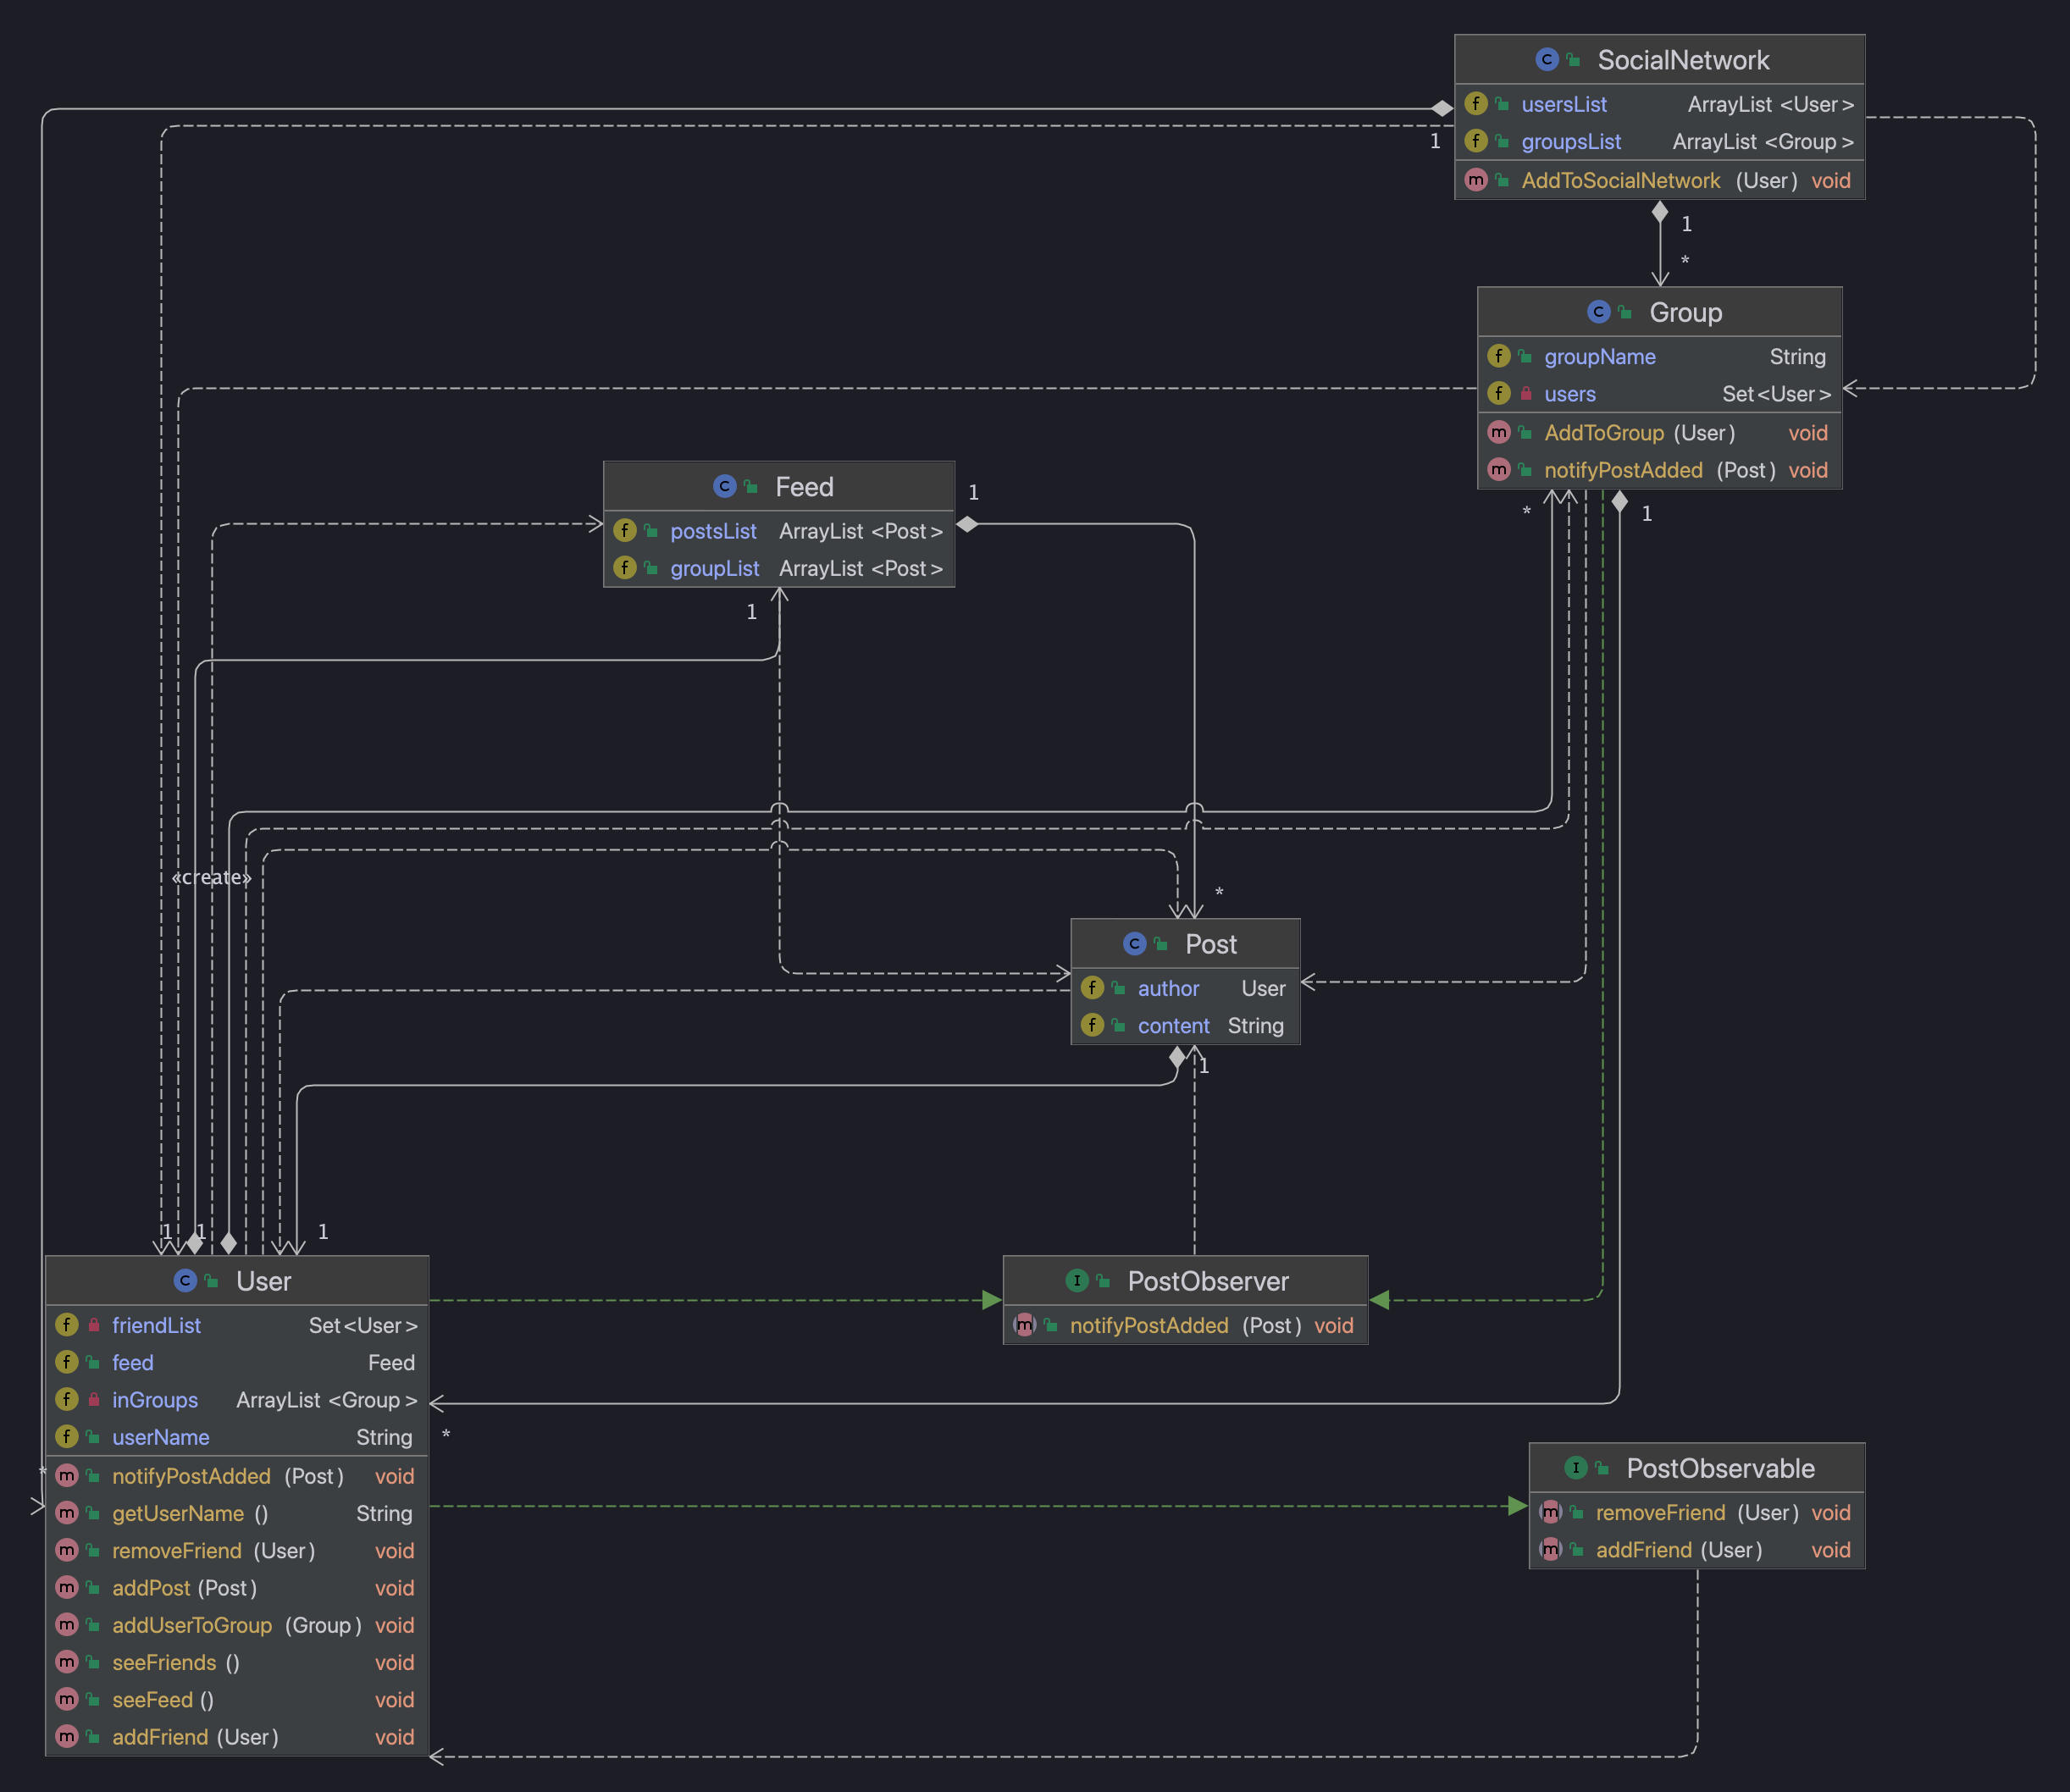 SocialNetwork
usersList ArrayList <User>
groupsList ArrayList <Group>
AddToSocialNetwork (User) void
1
1
*
Group
groupName String
users Set<User>
AddToGroup (User) void
notifyPostAdded (Post) void
*
1
Feed
postsList ArrayList <Post>
groupList ArrayList <Post>
1
1
«create»
*
Post
author User
content String
1
1
1
1
User
friendList Set<User>
feed Feed
inGroups ArrayList <Group>
userName String
notifyPostAdded (Post) void
getUserName () String
removeFriend (User) void
addPost (Post) void
addUserToGroup (Group) void
seeFriends () void
seeFeed () void
addFriend (User) void
*
*
PostObserver
notifyPostAdded (Post) void
PostObservable
removeFriend (User) void
addFriend (User) void